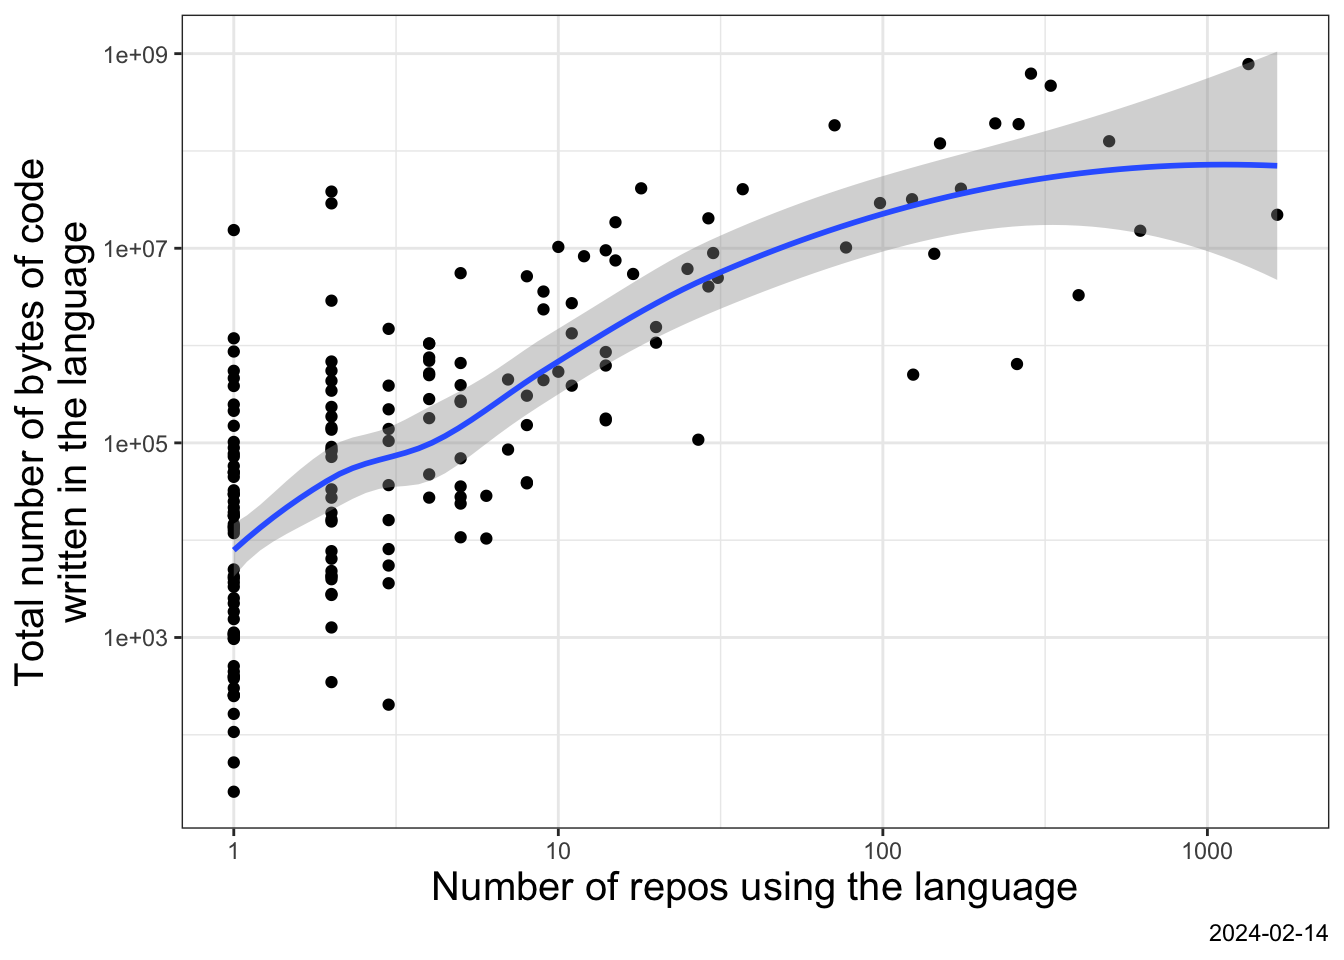 Total number of bytes of code
written in the language
1e+09
1e+07
1e+05
1e+03
1
10
100
1000
Number of repos using the language
2024-02-14